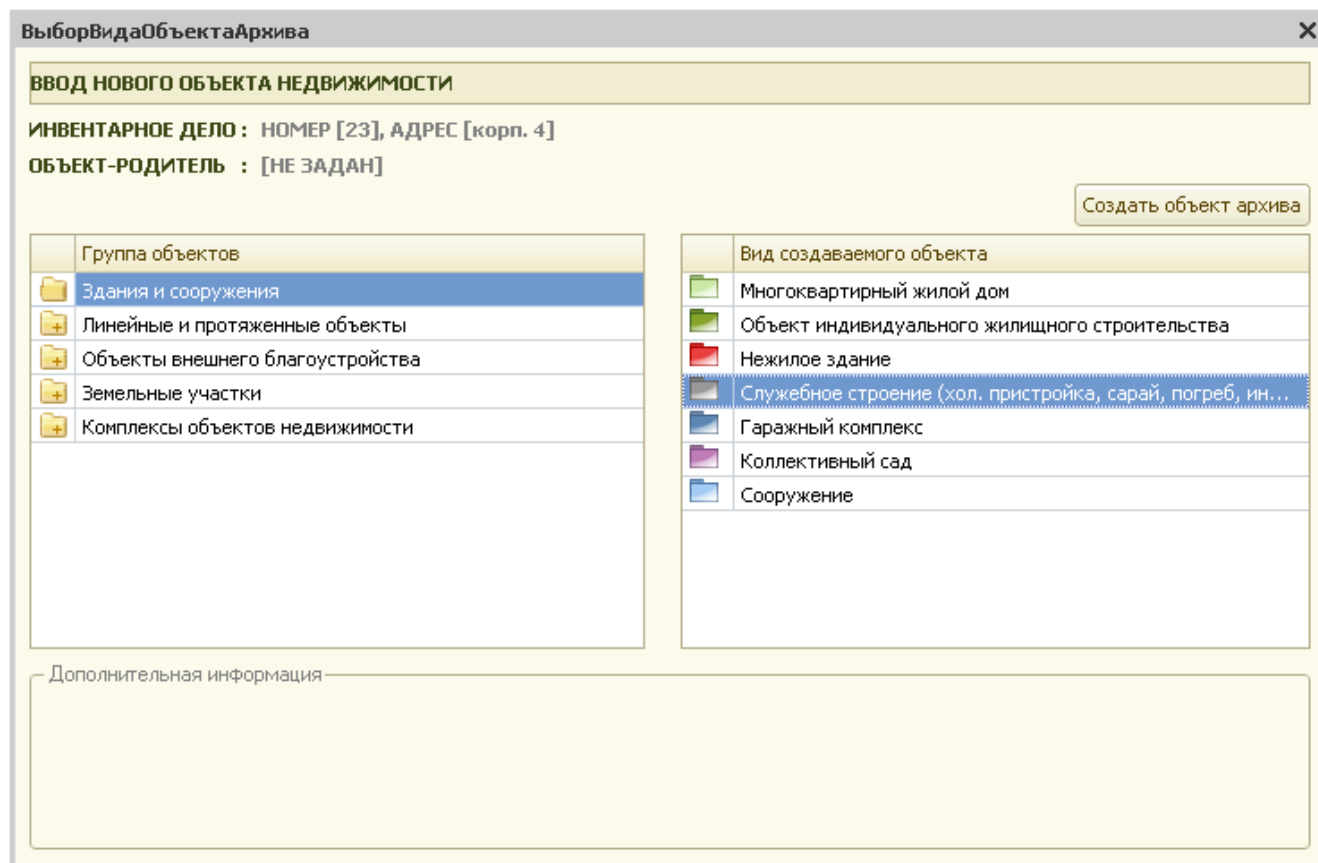 ВыборВидаОбъектаАрхива
ВВОД НОВОГО ОБЪЕКТА НЕДВИЖИМОСТИ
ИНВЕНТАРНОЕ ДЕЛО : НОМЕР [23], АДРЕС [корп. 4]
ОБЪЕКТ-РОДИТЕЛЬ : [НЕ ЗАДАН]
Создать объект архива
Группа объектов
Здания и сооружения
Линейные и протяженные объекты
Объекты внешнего благоустройства
Земельные участки
Комплексы объектов недвижимости
Вид создаваемого объекта
Многоквартирный жилой дом
Объект индивидуального жилищного строительства
Нежилое здание
Служебное строение (хол. пристройка, сарай, погреб, ин...
Гаражный комплекс
Коллективный сад
Сооружение
Дополнительная информация